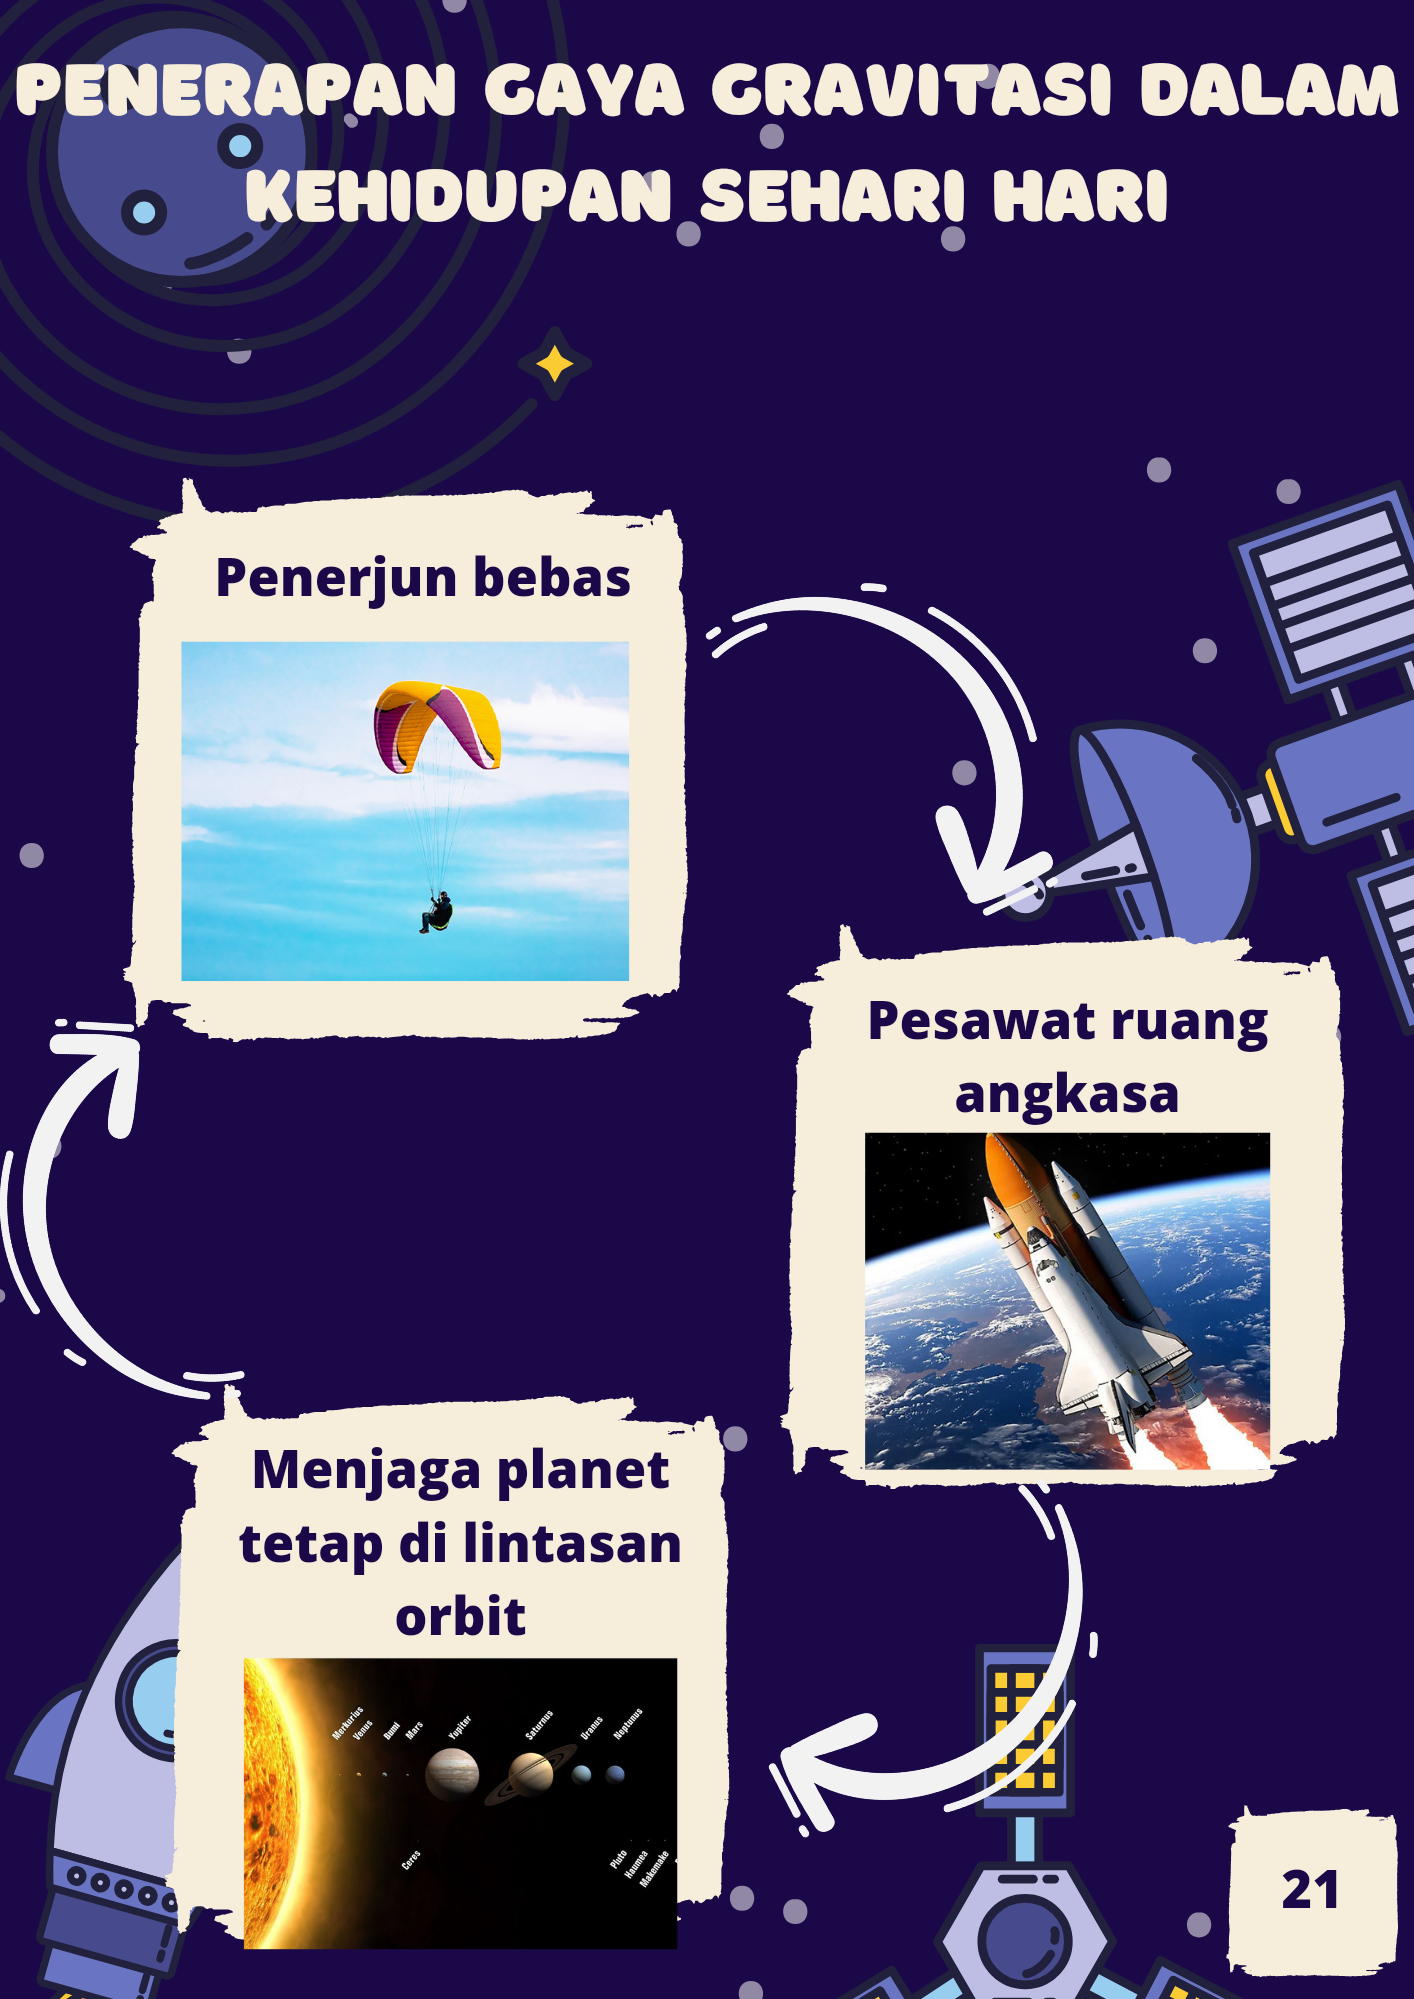 PENERAPAN GAYA GRAVITASI DALAM
KEHIDUPAN SEHARI HARI
Penerjun bebas
Pesawat ruang
angkasa
Menjaga planet
tetap di lintasan
orbit
Merkurius
Venus
Bumi
Mars
Yupiter
Saturnus
Uranus
Neptunus
Ceres
Pluto
Haumea
Makemake
21